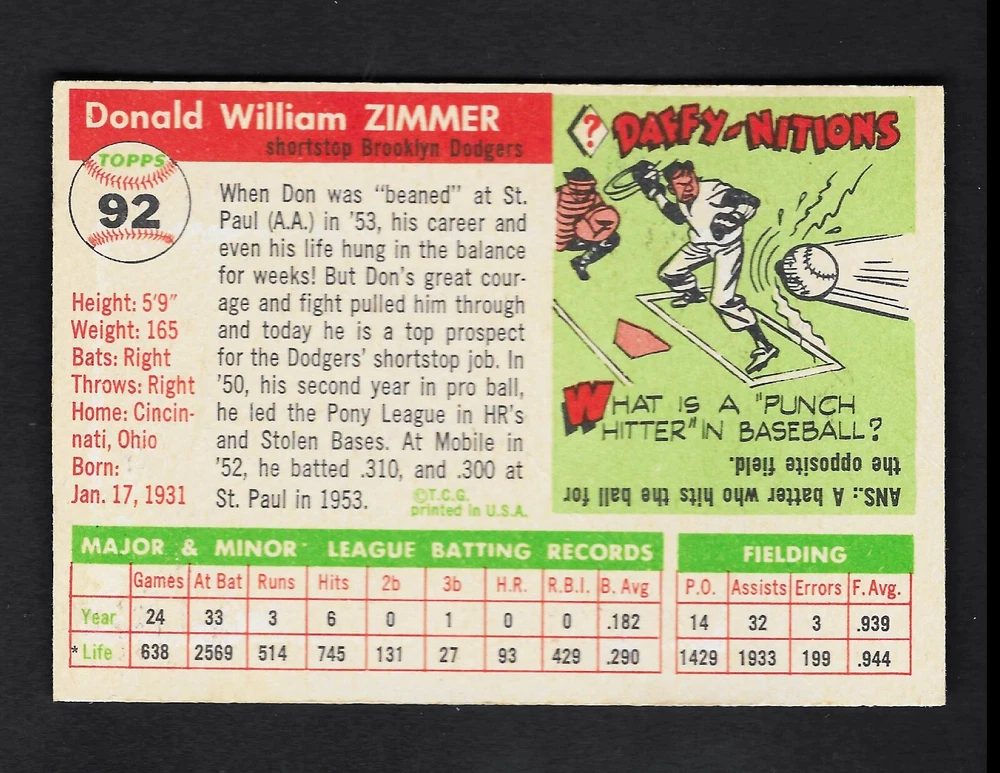 Donald William ZIMMER
shortstop Brooklyn Dodgers
TOPPS
92
Height: 5'9"
Weight: 165
Bats: Right
Throws: Right
Home: Cincin-
nati, Ohio
Born:
Jan. 17, 1931
When Don was "beaned" at St.
Paul (A.A.) in '53, his career and
even his life hung in the balance
for weeks! But Don's great cour-
age and fight pulled him through
and today he is a top prospect
for the Dodgers' shortstop job. In
'50, his second year in pro ball,
he led the Pony League in HR's
and Stolen Bases. At Mobile in
'52, he batted .310, and .300 at
St. Paul in 1953.
©T.C.G.
printed in U.S.A.
? DAFFY-NITIONS
WHAT IS A "PUNCH
HITTER" IN BASEBALL?
ANS.: A batter who hits the ball for
the opposite field.
MAJOR & MINOR LEAGUE BATTING RECORDS
Games At Bat Runs Hits 2b 3b H.R. R.B.I. B. Avg
Year 24 33 3 6 0 1 0 0 .182
*Life 638 2569 514 745 131 27 93 429 .290
FIELDING
P.O. Assists Errors F. Avg.
14 32 3 .939
1429 1933 199 .944